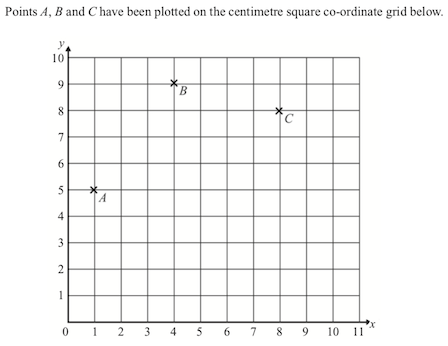 Points A, B and C have been plotted on the centimetre square co-ordinate grid below.
y
10
9
B
8
C
7
6
5
A
4
3
2
1
0 1 2 3 4 5 6 7 8 9 10 11 x